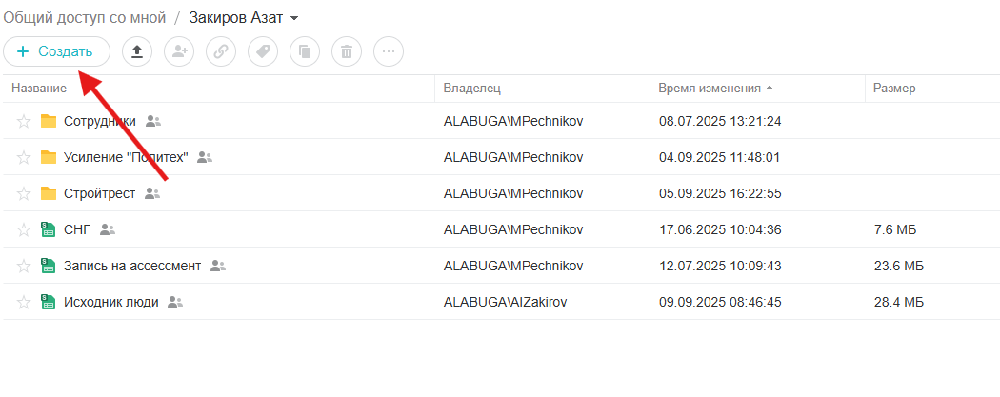 Общий доступ со мной / Закиров Азат
+ Создать
Название Владелец Время изменения Размер
Сотрудники ALABUGA\MPechnikov 08.07.2025 13:21:24
Усиление "Политех" ALABUGA\MPechnikov 04.09.2025 11:48:01
Стройтрест ALABUGA\MPechnikov 05.09.2025 16:22:55
СНГ ALABUGA\MPechnikov 17.06.2025 10:04:36 7.6 МБ
Запись на ассессмент ALABUGA\MPechnikov 12.07.2025 10:09:43 23.6 МБ
Исходник люди ALABUGA\AIZakirov 09.09.2025 08:46:45 28.4 МБ